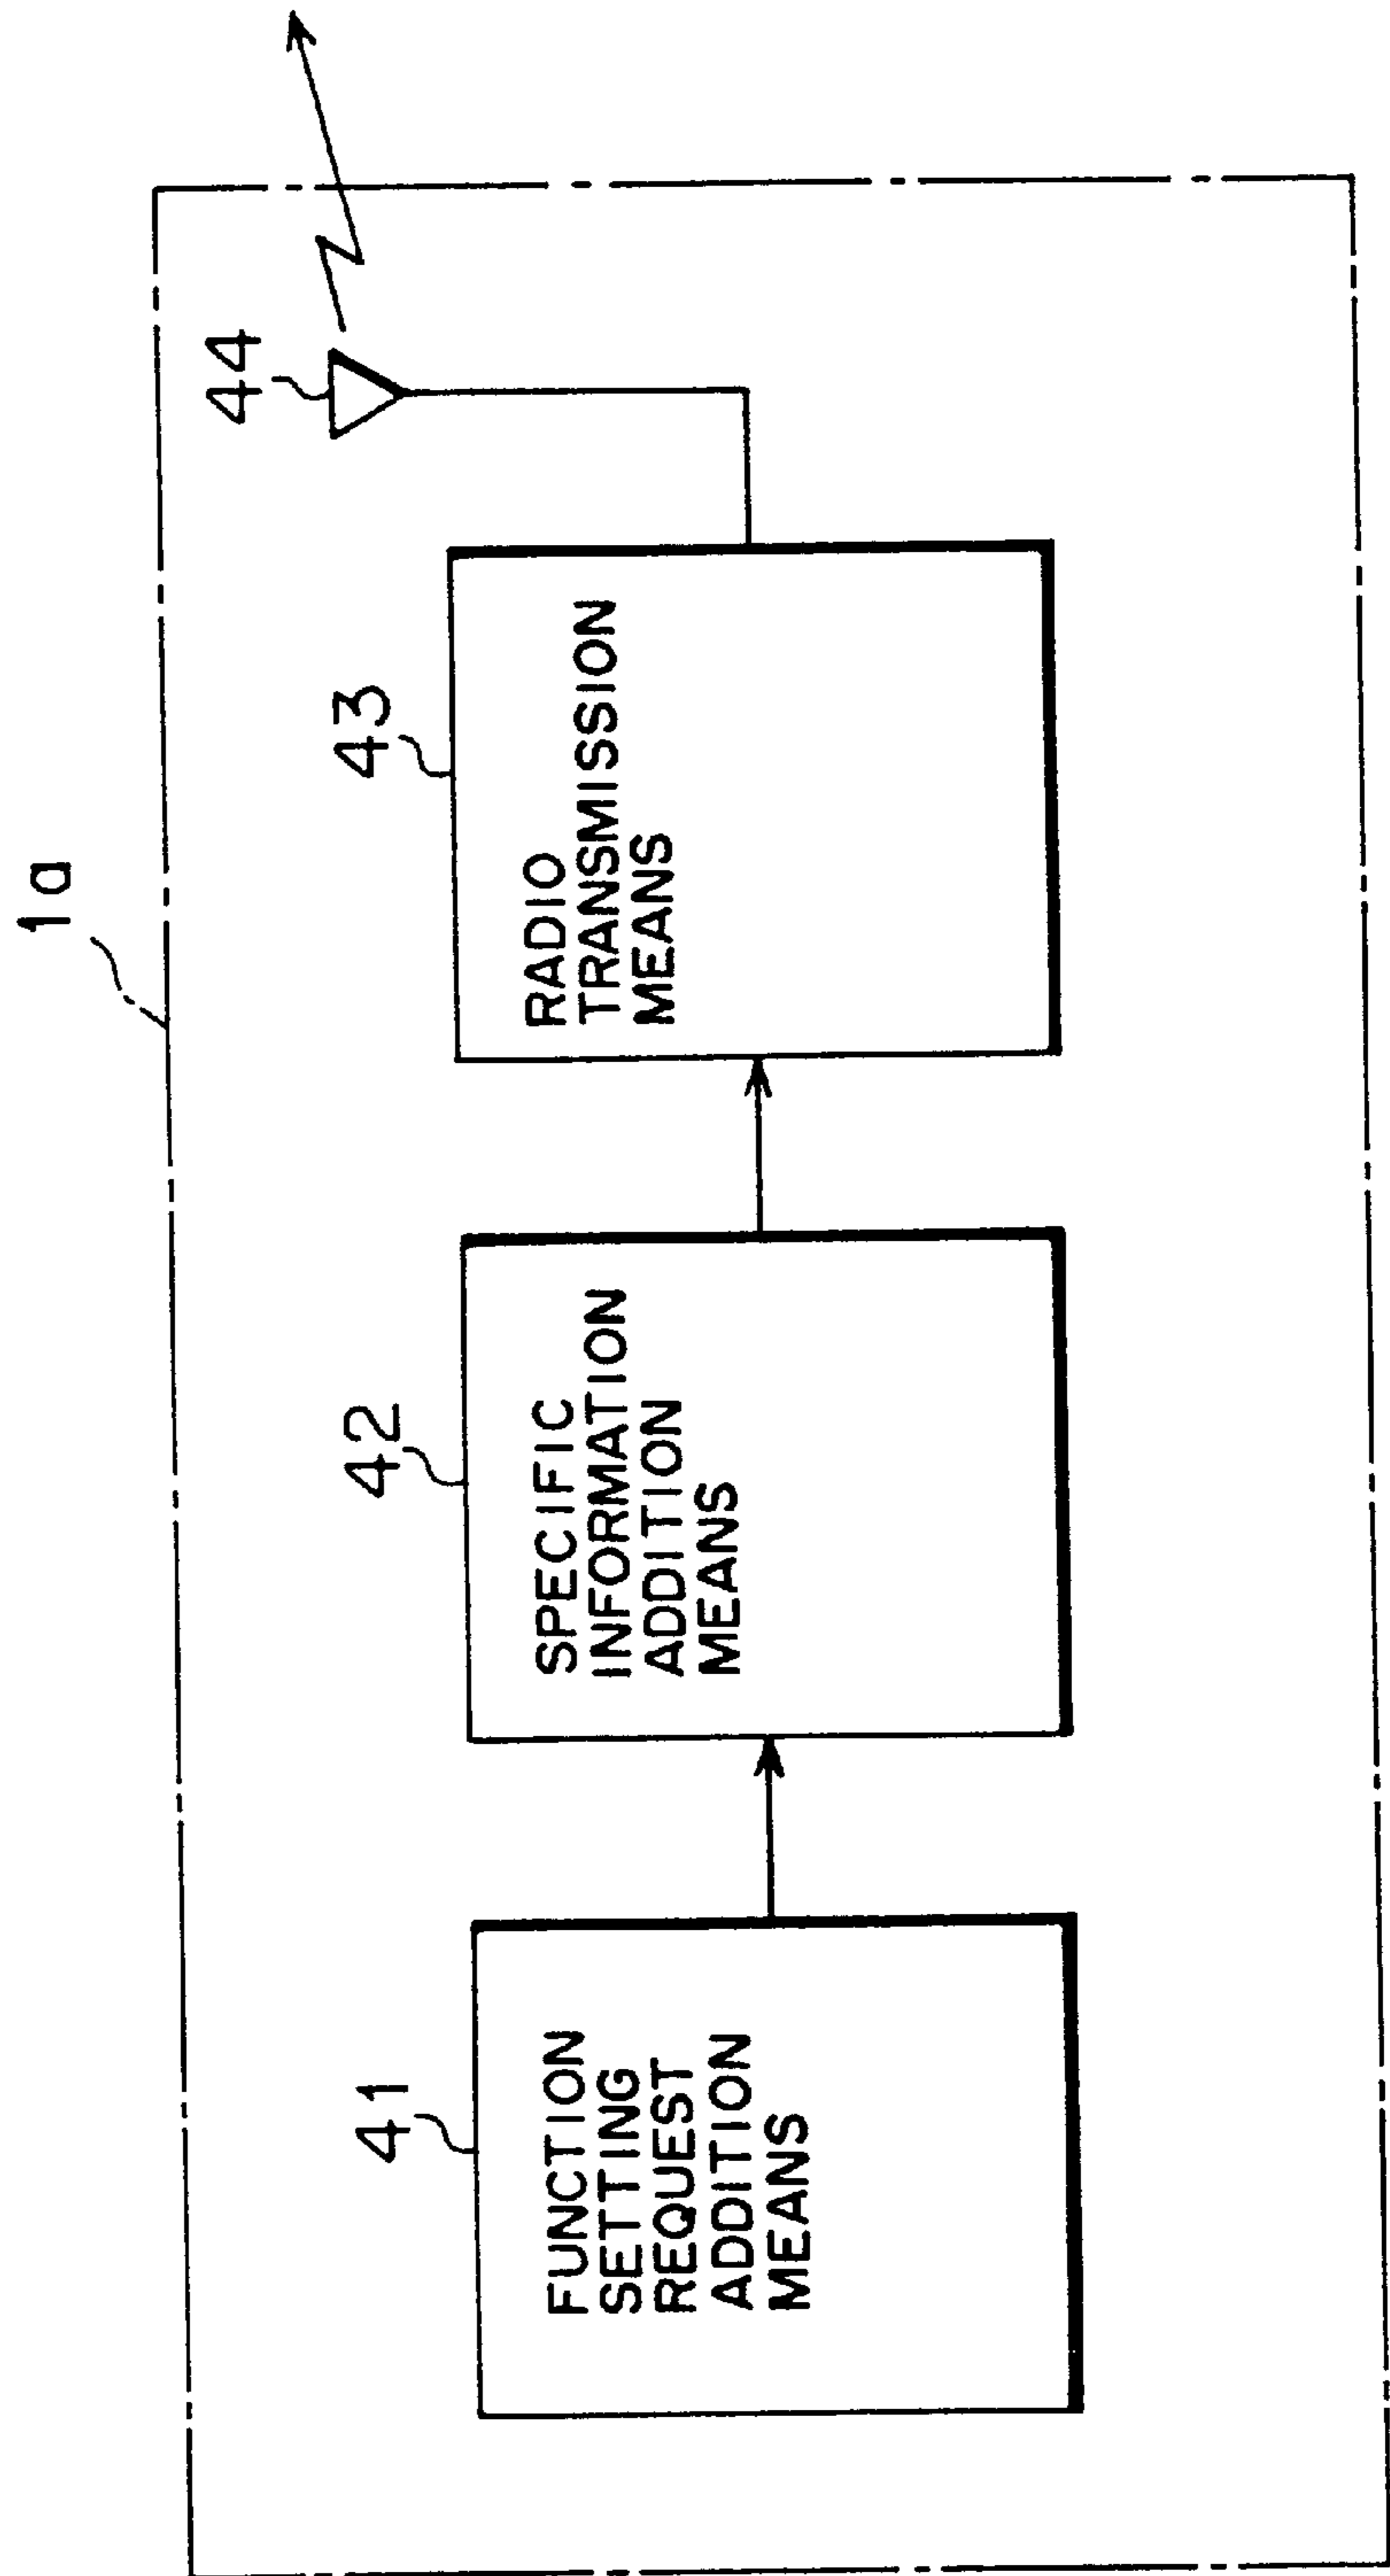 1a
41
FUNCTION
SETTING
REQUEST
ADDITION
MEANS
42
SPECIFIC
INFORMATION
ADDITION
MEANS
43
RADIO
TRANSMISSION
MEANS
44